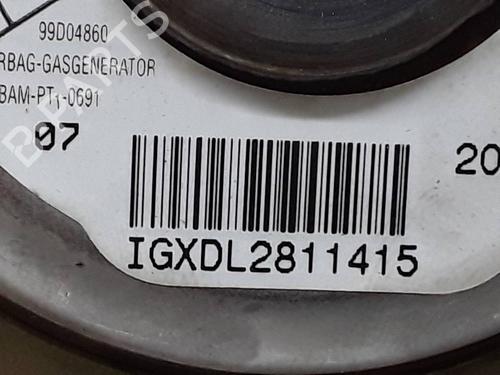 99D04860
RBAG-GASGENERATOR
BAM-PT1-0691
07
20
IGXDL2811415